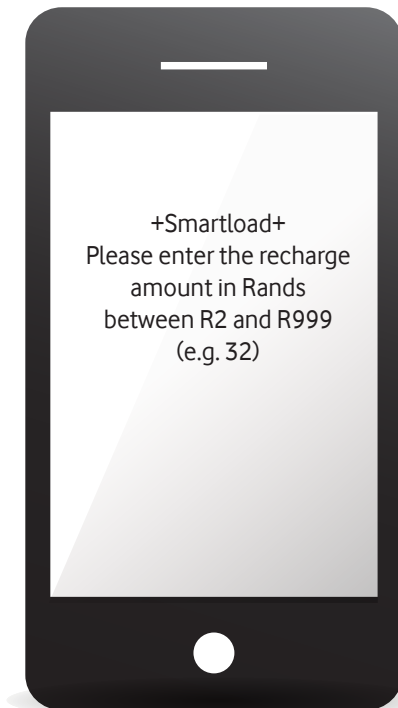 +Smartload+
Please enter the recharge
amount in Rands
between R2 and R999
(e.g. 32)